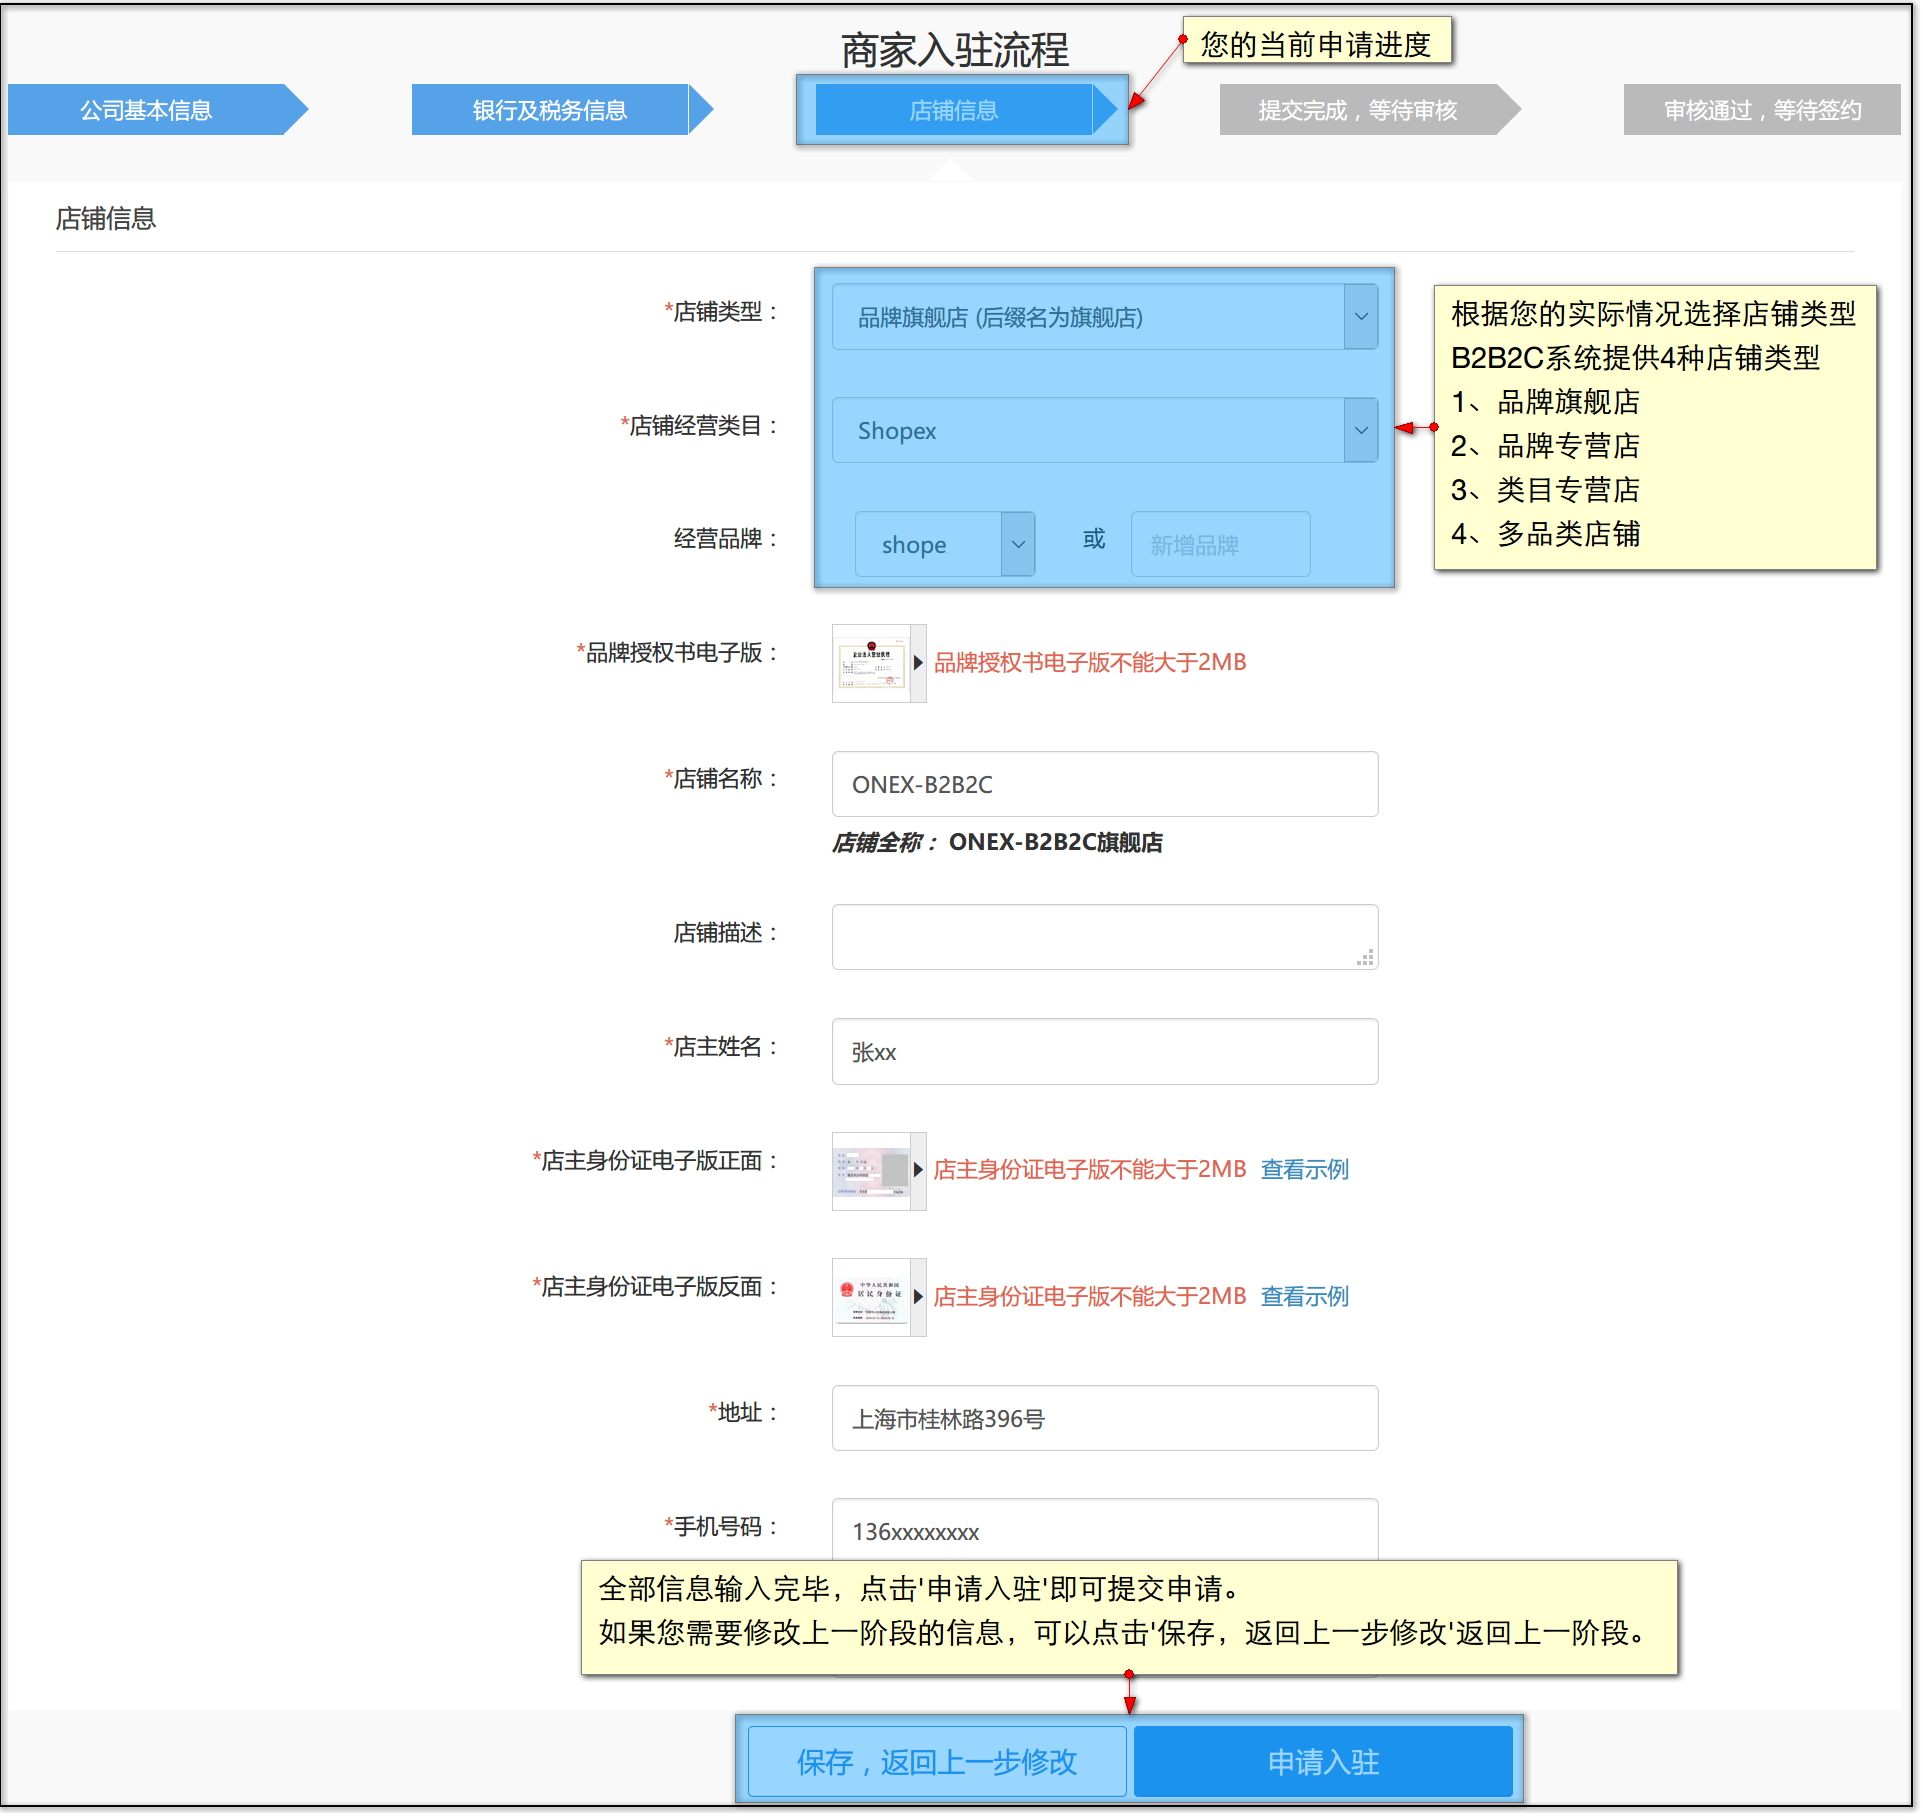 商家入驻流程
您的当前申请进度
公司基本信息
银行及税务信息
店铺信息
提交完成，等待审核
审核通过，等待签约
店铺信息
*店铺类型：
品牌旗舰店 (后缀名为旗舰店)
根据您的实际情况选择店铺类型
B2B2C系统提供4种店铺类型
1、品牌旗舰店
2、品牌专营店
3、类目专营店
4、多品类店铺
*店铺经营类目：
Shopex
经营品牌：
shope
或
新增品牌
*品牌授权书电子版：
品牌授权书电子版不能大于2MB
*店铺名称：
ONEX-B2B2C
店铺全称： ONEX-B2B2C旗舰店
店铺描述：
*店主姓名：
张xx
*店主身份证电子版正面：
店主身份证电子版不能大于2MB 查看示例
*店主身份证电子版反面：
中华人民共和国
居民身份证
店主身份证电子版不能大于2MB 查看示例
*地址：
上海市桂林路396号
*手机号码：
136xxxxxxxx
全部信息输入完毕，点击'申请入驻'即可提交申请。
如果您需要修改上一阶段的信息，可以点击'保存，返回上一步修改'返回上一阶段。
保存，返回上一步修改
申请入驻